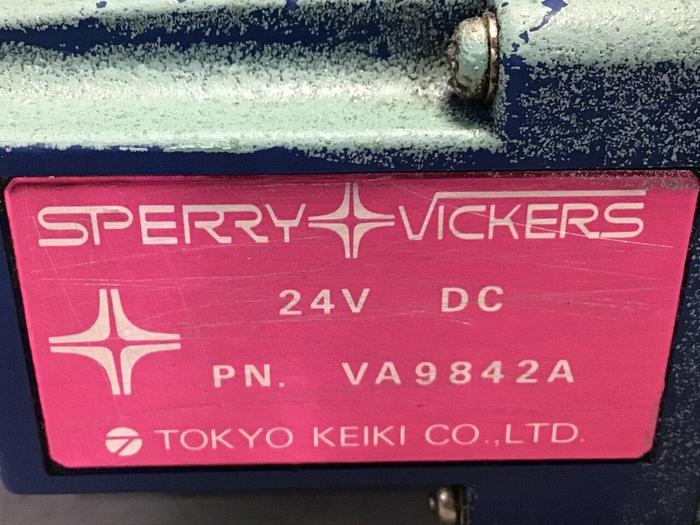 SPERRY VICKERS
24V DC
PN. VA9842A
TOKYO KEIKI CO.,LTD.